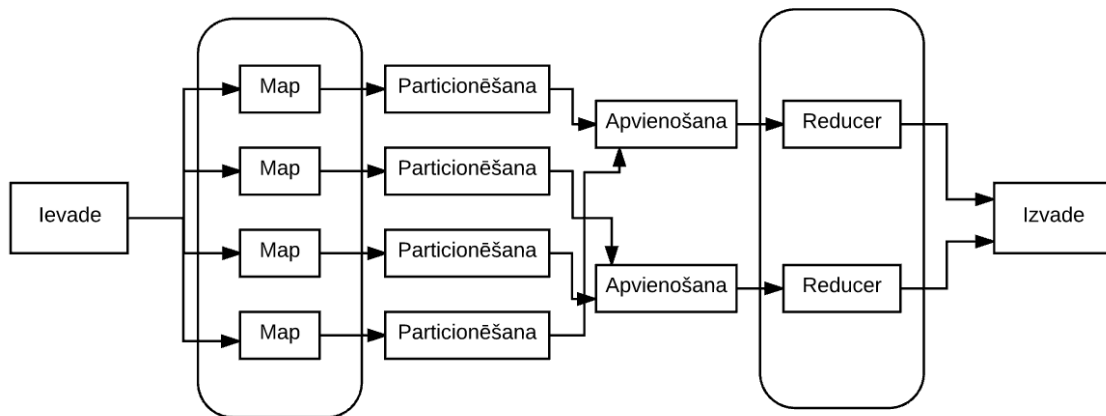 Ievade
Map
Map
Map
Map
Particionēšana
Particionēšana
Particionēšana
Particionēšana
Apvienošana
Apvienošana
Reducer
Reducer
Izvade